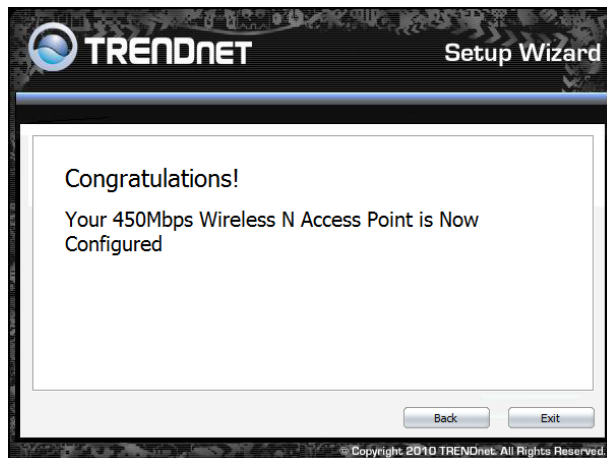 TRENDNET
Setup Wizard
Congratulations!
Your 450Mbps Wireless N Access Point is Now
Configured
Back
Exit
© Copyright 2010 TRENDnet. All Rights Reserved.